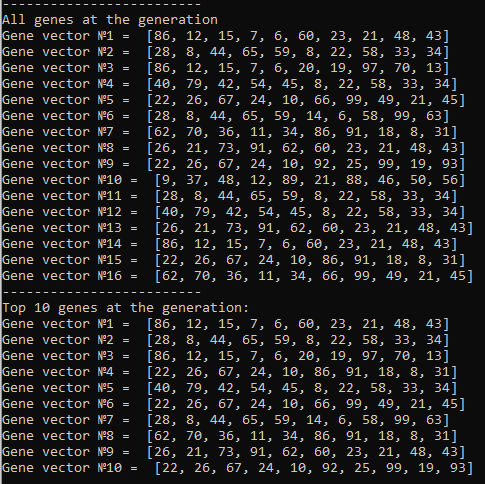 -------------------------
All genes at the generation
Gene vector №1 =  [86, 12, 15, 7, 6, 60, 23, 21, 48, 43]
Gene vector №2 =  [28, 8, 44, 65, 59, 8, 22, 58, 33, 34]
Gene vector №3 =  [86, 12, 15, 7, 6, 20, 19, 97, 70, 13]
Gene vector №4 =  [40, 79, 42, 54, 45, 8, 22, 58, 33, 34]
Gene vector №5 =  [22, 26, 67, 24, 10, 66, 99, 49, 21, 45]
Gene vector №6 =  [28, 8, 44, 65, 59, 14, 6, 58, 99, 63]
Gene vector №7 =  [62, 70, 36, 11, 34, 86, 91, 18, 8, 31]
Gene vector №8 =  [26, 21, 73, 91, 62, 60, 23, 21, 48, 43]
Gene vector №9 =  [22, 26, 67, 24, 10, 92, 25, 99, 19, 93]
Gene vector №10 =  [9, 37, 48, 12, 89, 21, 88, 46, 50, 56]
Gene vector №11 =  [28, 8, 44, 65, 59, 8, 22, 58, 33, 34]
Gene vector №12 =  [40, 79, 42, 54, 45, 8, 22, 58, 33, 34]
Gene vector №13 =  [26, 21, 73, 91, 62, 60, 23, 21, 48, 43]
Gene vector №14 =  [86, 12, 15, 7, 6, 60, 23, 21, 48, 43]
Gene vector №15 =  [22, 26, 67, 24, 10, 86, 91, 18, 8, 31]
Gene vector №16 =  [62, 70, 36, 11, 34, 66, 99, 49, 21, 45]
-------------------------
Top 10 genes at the generation:
Gene vector №1 =  [86, 12, 15, 7, 6, 60, 23, 21, 48, 43]
Gene vector №2 =  [28, 8, 44, 65, 59, 8, 22, 58, 33, 34]
Gene vector №3 =  [86, 12, 15, 7, 6, 20, 19, 97, 70, 13]
Gene vector №4 =  [22, 26, 67, 24, 10, 86, 91, 18, 8, 31]
Gene vector №5 =  [40, 79, 42, 54, 45, 8, 22, 58, 33, 34]
Gene vector №6 =  [22, 26, 67, 24, 10, 66, 99, 49, 21, 45]
Gene vector №7 =  [28, 8, 44, 65, 59, 14, 6, 58, 99, 63]
Gene vector №8 =  [62, 70, 36, 11, 34, 86, 91, 18, 8, 31]
Gene vector №9 =  [26, 21, 73, 91, 62, 60, 23, 21, 48, 43]
Gene vector №10 =  [22, 26, 67, 24, 10, 92, 25, 99, 19, 93]